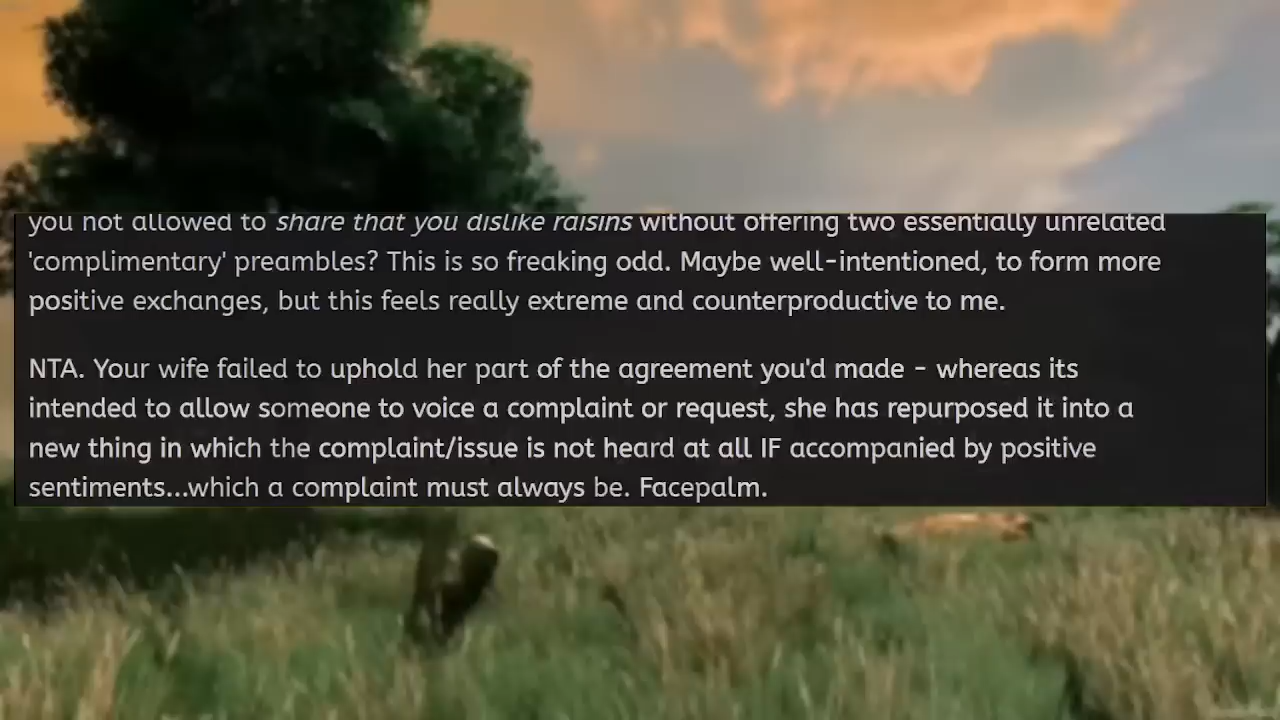 you not allowed to share that you dislike raisins without offering two essentially unrelated
'complimentary' preambles? This is so freaking odd. Maybe well-intentioned, to form more
positive exchanges, but this feels really extreme and counterproductive to me.
NTA. Your wife failed to uphold her part of the agreement you'd made - whereas its
intended to allow someone to voice a complaint or request, she has repurposed it into a
new thing in which the complaint/issue is not heard at all IF accompanied by positive
sentiments...which a complaint must always be. Facepalm.